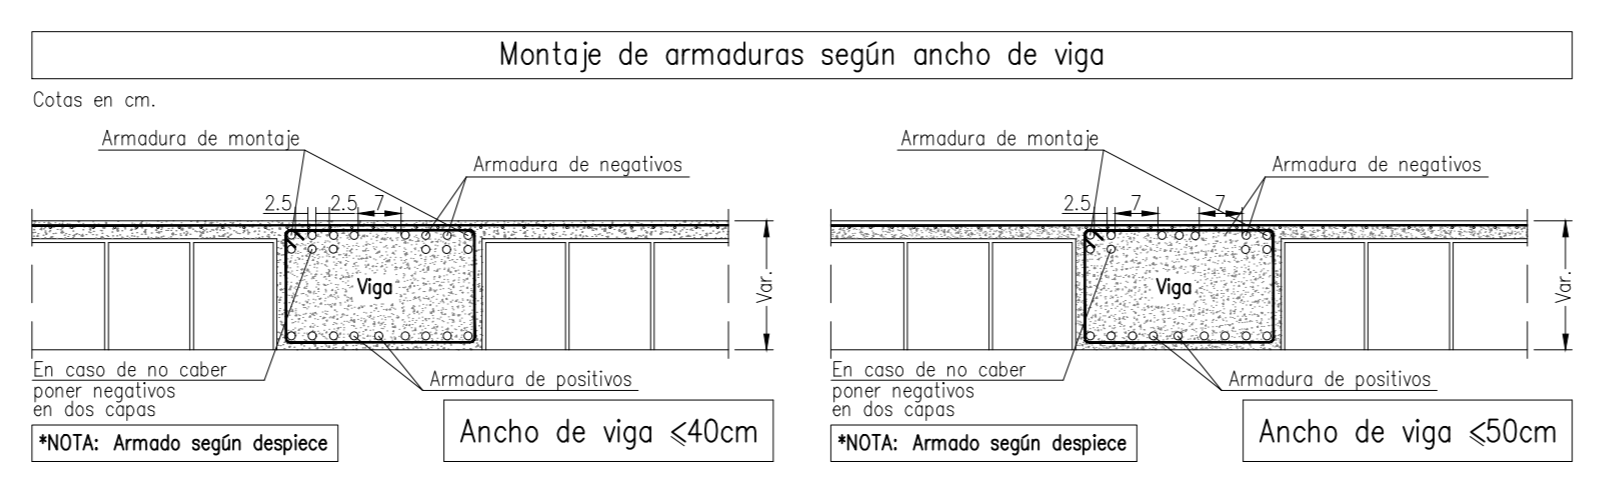 Montaje de armaduras según ancho de viga
Cotas en cm.
Armadura de montaje
Armadura de negativos
2.5
2.5
7
Viga
Var.
En caso de no caber
poner negativos
en dos capas
Armadura de positivos
*NOTA: Armado según despiece
Ancho de viga ⩽40cm
Armadura de montaje
Armadura de negativos
2.5
7
7
Viga
Var.
En caso de no caber
poner negativos
en dos capas
Armadura de positivos
*NOTA: Armado según despiece
Ancho de viga ⩽50cm